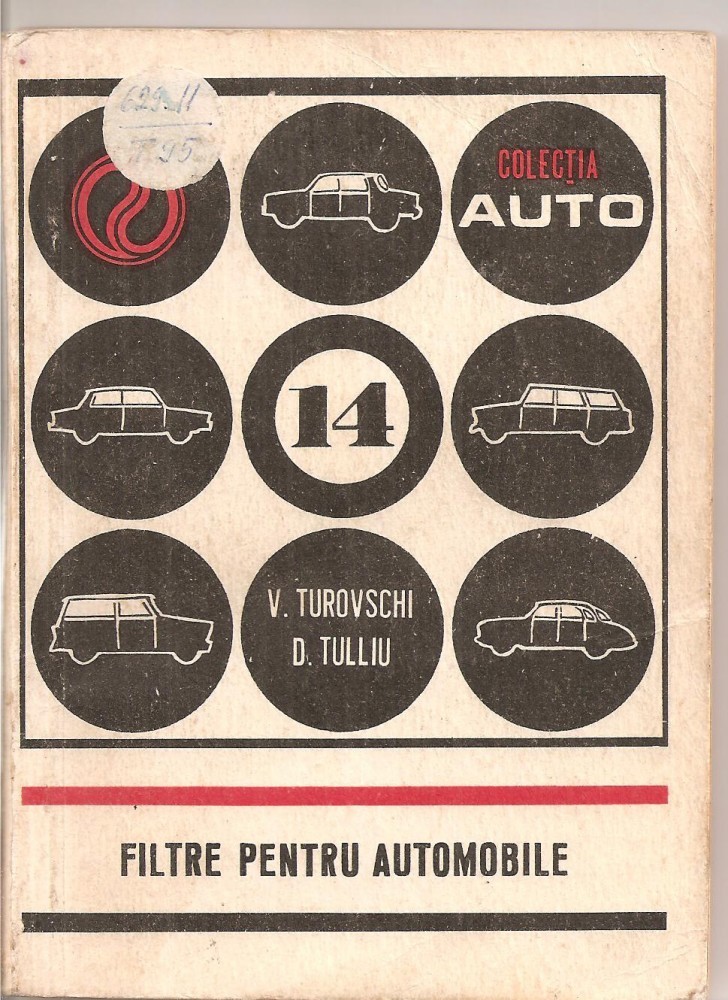 629.11
T 95
COLECȚIA
AUTO
14
V. TUROVSCHI
D. TULLIU
FILTRE PENTRU AUTOMOBILE